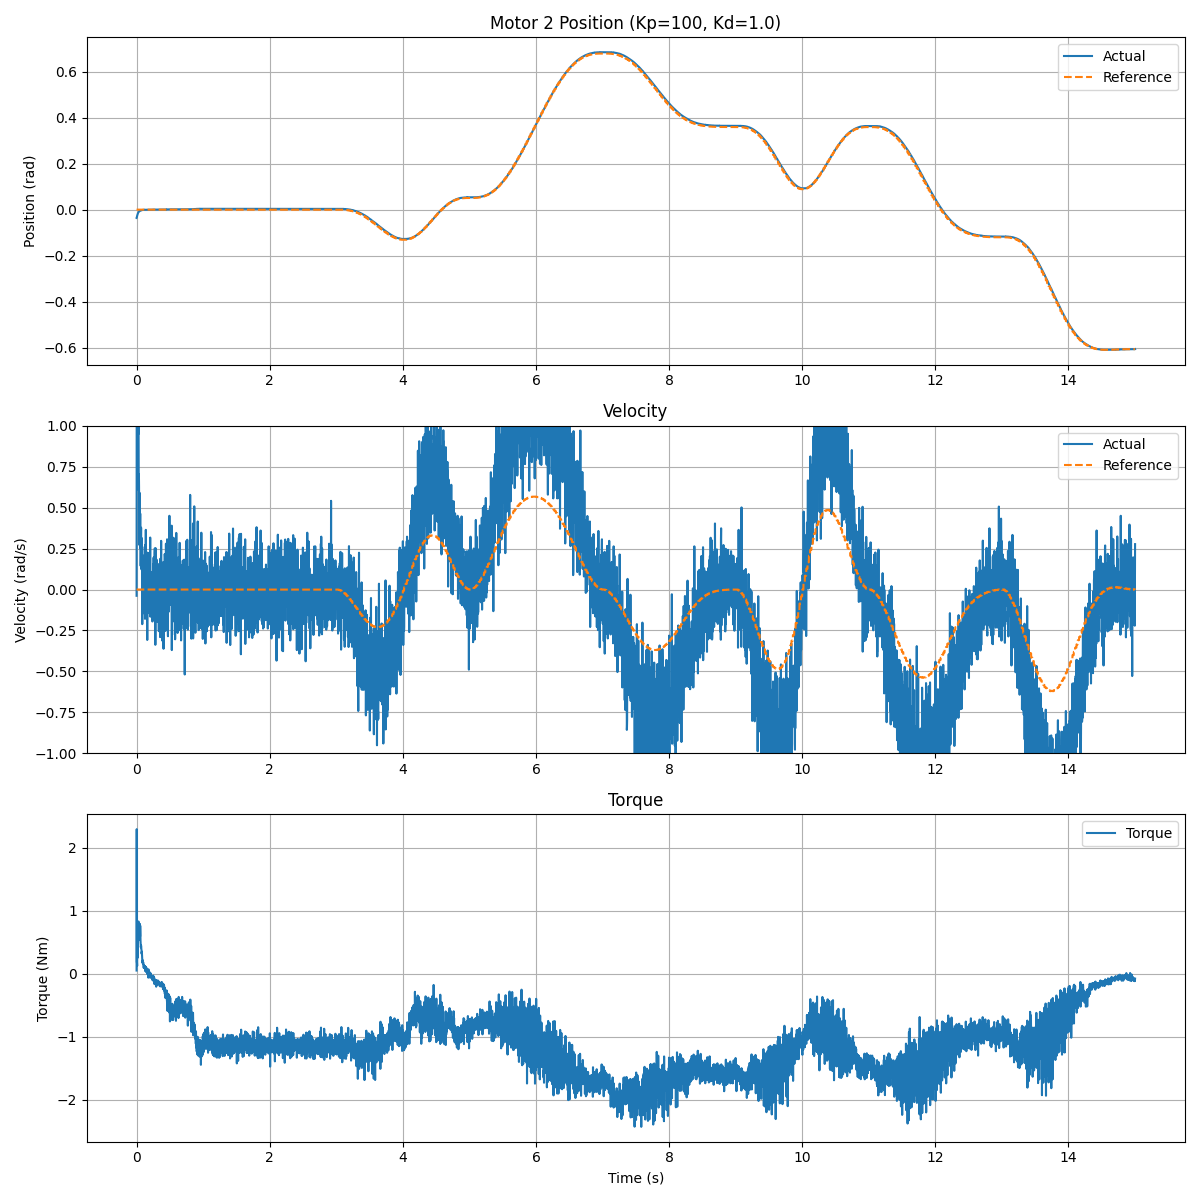 Motor 2 Position (Kp=100, Kd=1.0)
Actual
Reference
Position (rad)
0.6
0.4
0.2
0.0
−0.2
−0.4
−0.6
0 2 4 6 8 10 12 14
Velocity
Actual
Reference
Velocity (rad/s)
1.00
0.75
0.50
0.25
0.00
−0.25
−0.50
−0.75
−1.00
0 2 4 6 8 10 12 14
Torque
Torque
Torque (Nm)
2
1
0
−1
−2
0 2 4 6 8 10 12 14
Time (s)